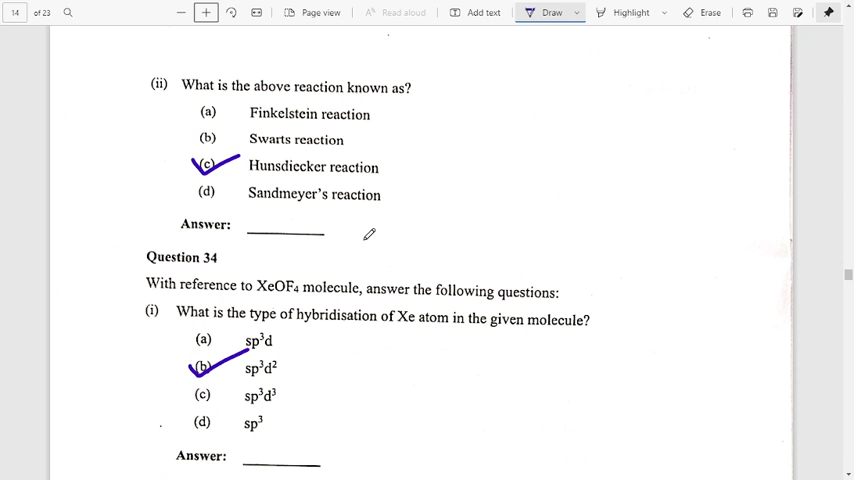 14 of 23 Page view Read aloud Add text Draw Highlight Erase
(ii) What is the above reaction known as?
(a) Finkelstein reaction
(b) Swarts reaction
(c) Hunsdiecker reaction
(d) Sandmeyer's reaction
Answer:
Question 34
With reference to XeOF₄ molecule, answer the following questions:
(i) What is the type of hybridisation of Xe atom in the given molecule?
(a) sp³d
(b) sp³d²
(c) sp³d³
(d) sp³
Answer: